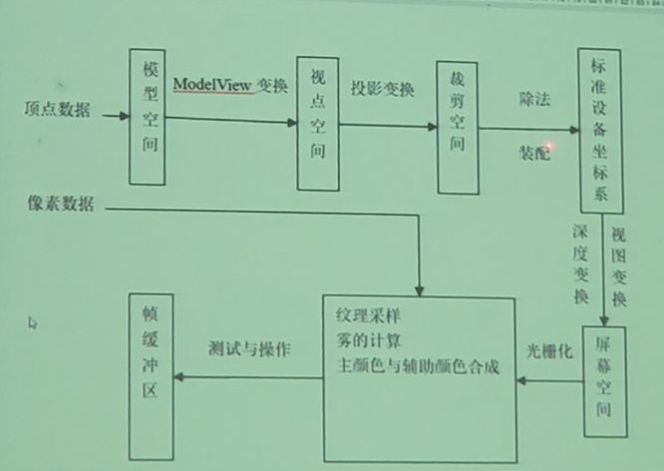 顶点数据
模型空间
ModelView 变换
视点空间
投影变换
裁剪空间
除法
装配
标准设备坐标系
像素数据
深度变换
视图变换
帧缓冲区
测试与操作
纹理采样
雾的计算
主颜色与辅助颜色合成
光栅化
屏幕空间